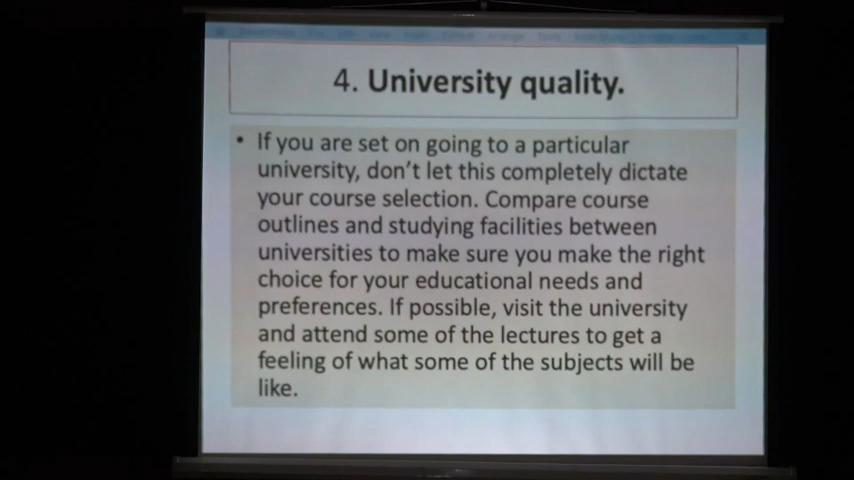 4. University quality.
• If you are set on going to a particular
university, don't let this completely dictate
your course selection. Compare course
outlines and studying facilities between
universities to make sure you make the right
choice for your educational needs and
preferences. If possible, visit the university
and attend some of the lectures to get a
feeling of what some of the subjects will be
like.